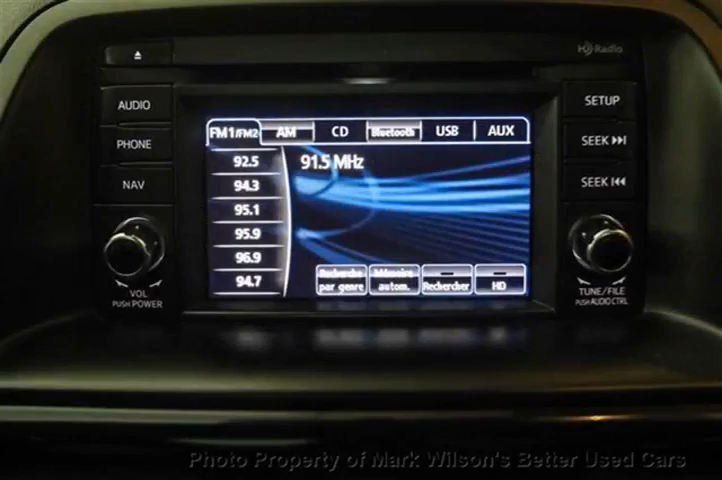 HD Radio
AUDIO
SETUP
FM1/FM2 AM CD Bluetooth USB AUX
PHONE
SEEK
92.5
91.5 MHz
94.3
NAV
SEEK
95.1
95.9
96.9
94.7
Recherche par genre
Mémoire autom.
Rechercher
HD
VOL
PUSH POWER
TUNE/FILE
PUSH AUDIO CTRL
Photo Property of Mark Wilson's Better Used Cars